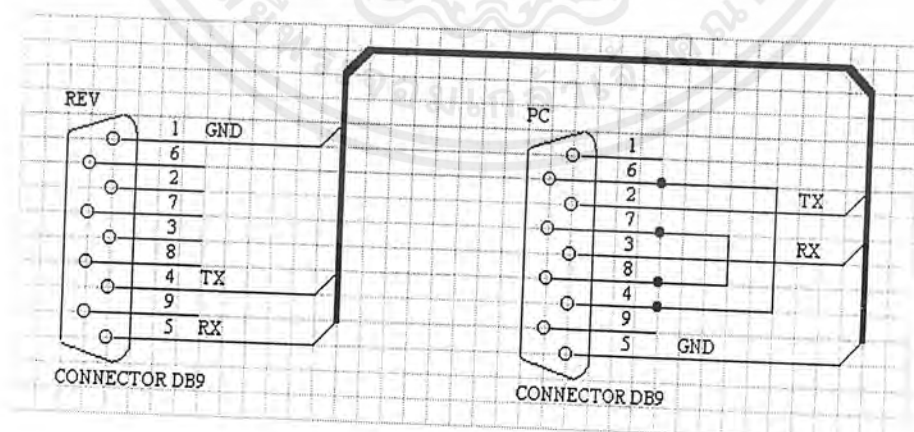 REV
1 GND
6
2
7
3
8
4 TX
9
5 RX
CONNECTOR DB9
PC
1
6
2 TX
7
3 RX
8
4
9
5 GND
CONNECTOR DB9